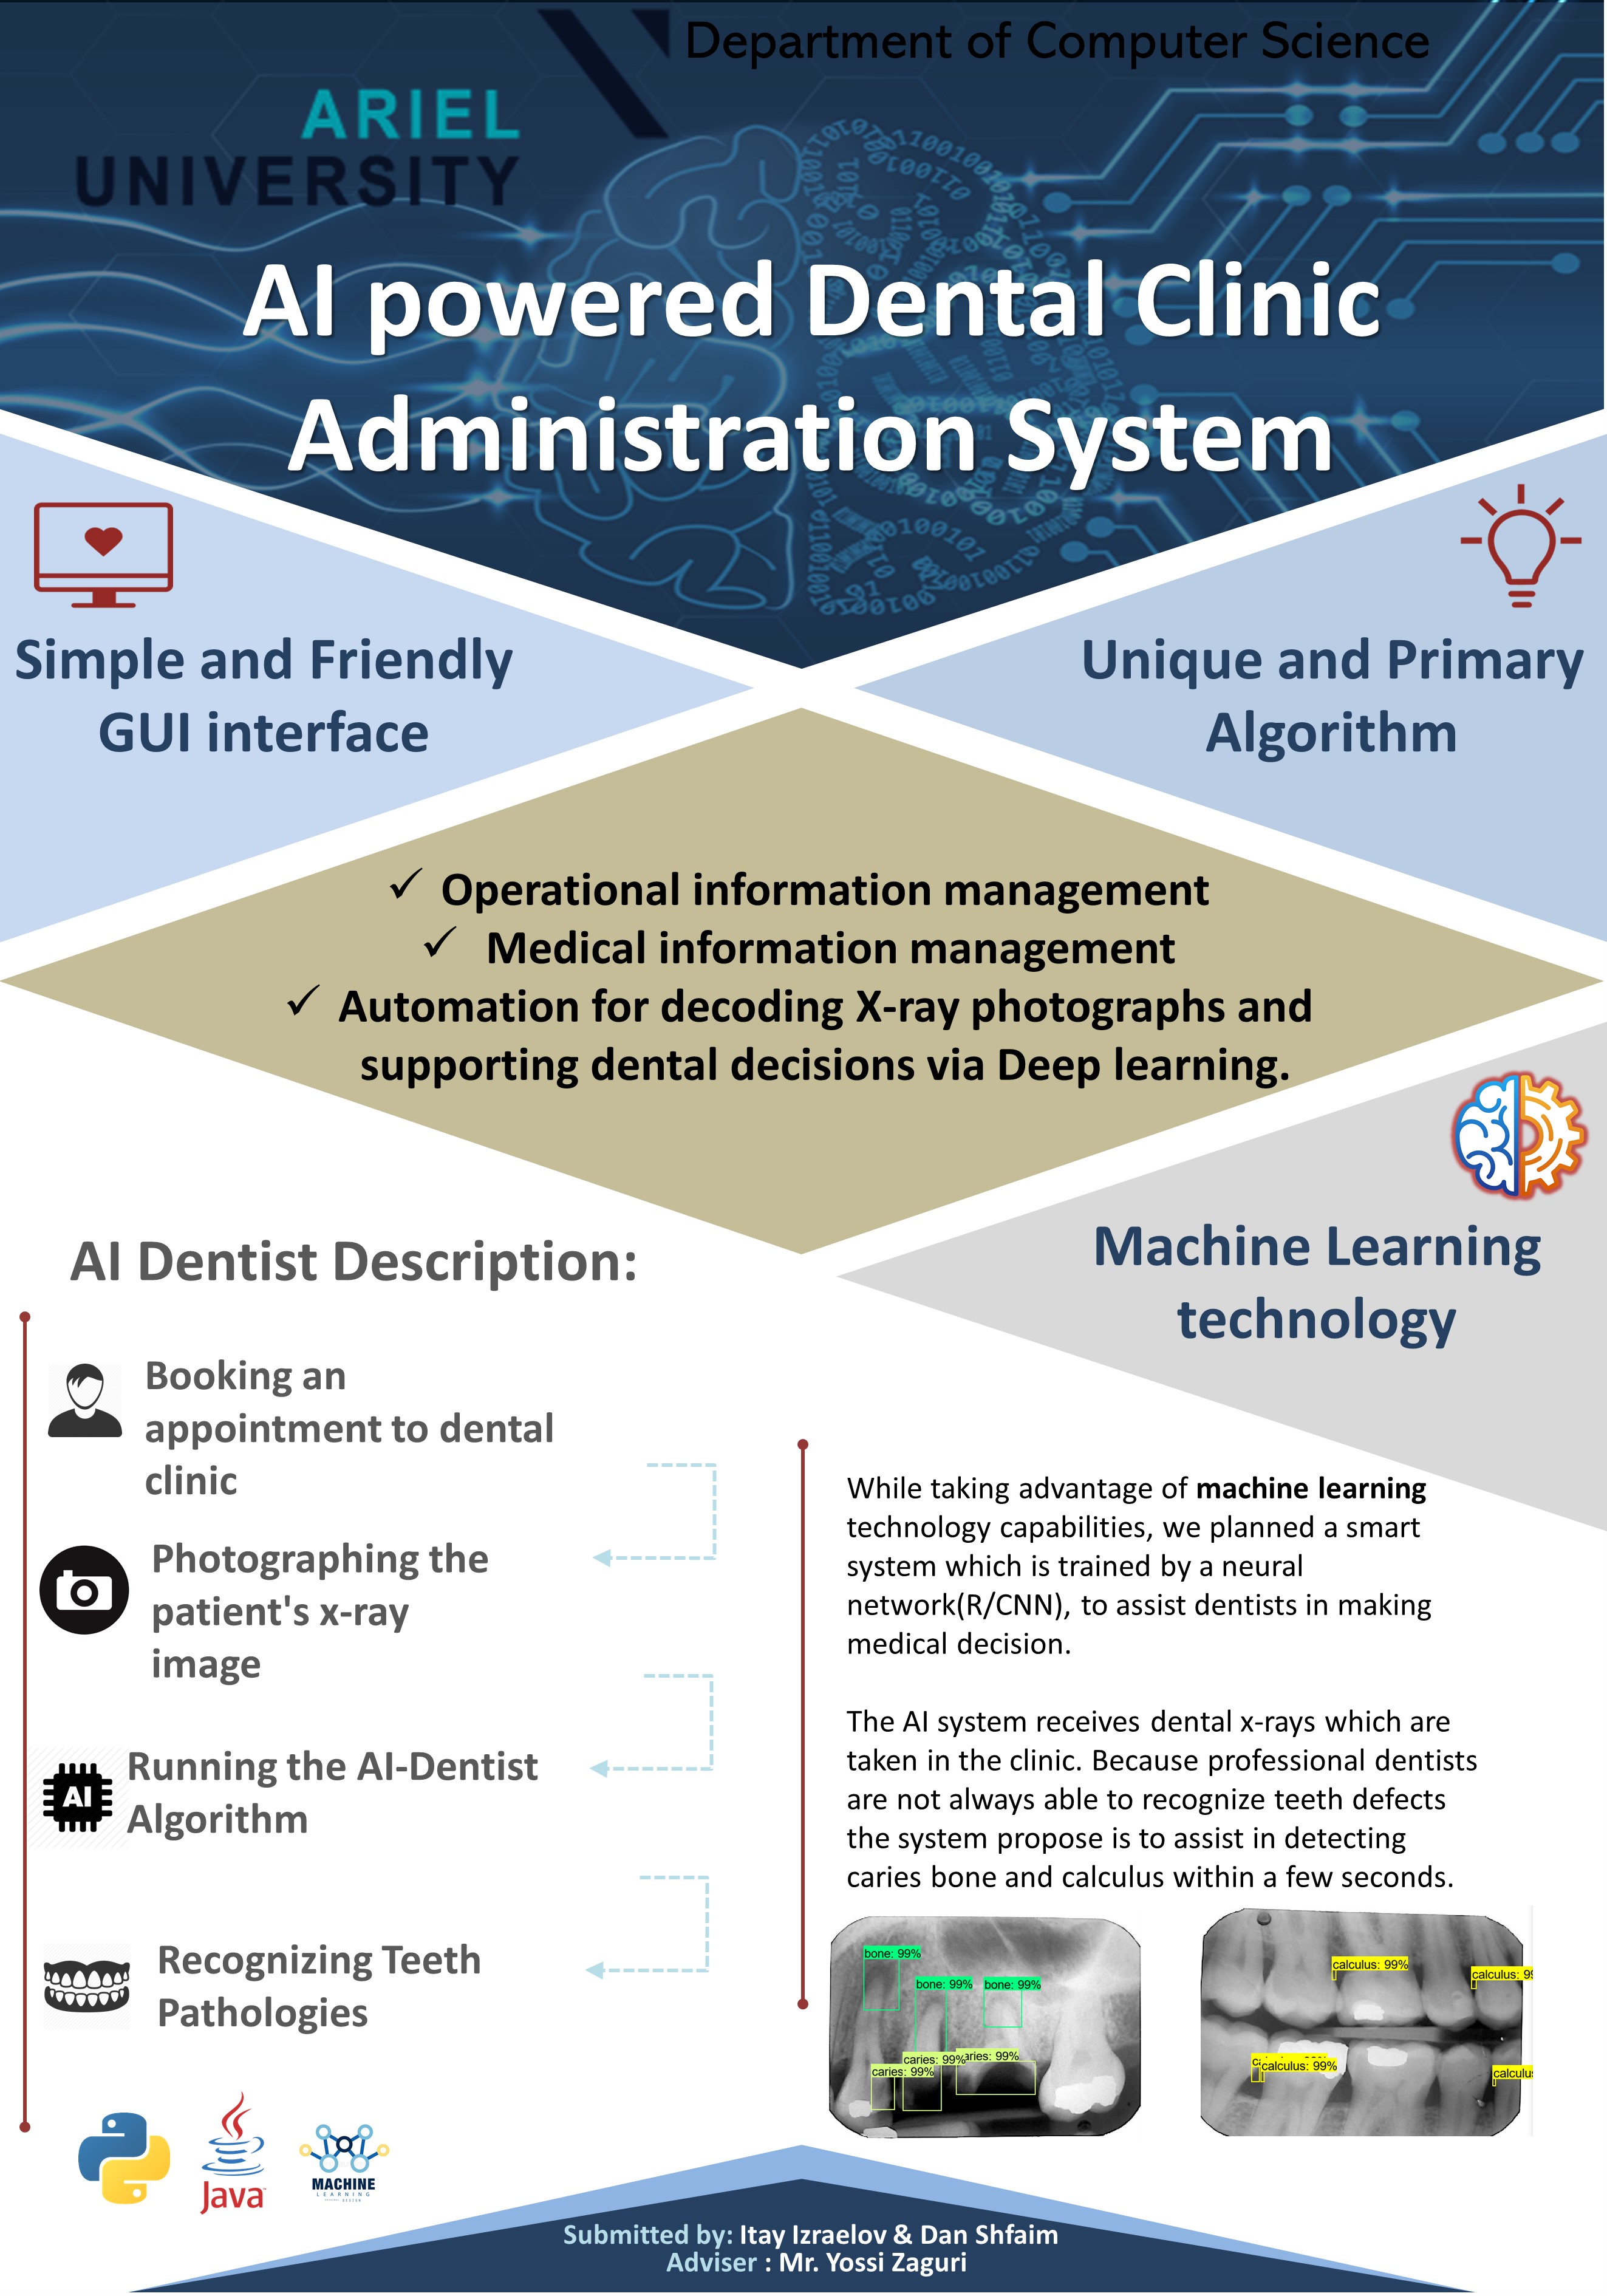 Department of Computer Science
ARIEL
UNIVERSITY
AI powered Dental Clinic
Administration System
Simple and Friendly
GUI interface
Unique and Primary
Algorithm
✓ Operational information management
✓ Medical information management
✓ Automation for decoding X-ray photographs and
supporting dental decisions via Deep learning.
Machine Learning
technology
AI Dentist Description:
Booking an
appointment to dental
clinic
Photographing the
patient's x-ray
image
AI
Running the AI-Dentist
Algorithm
Recognizing Teeth
Pathologies
While taking advantage of machine learning
technology capabilities, we planned a smart
system which is trained by a neural
network(R/CNN), to assist dentists in making
medical decision.
The AI system receives dental x-rays which are
taken in the clinic. Because professional dentists
are not always able to recognize teeth defects
the system propose is to assist in detecting
caries bone and calculus within a few seconds.
bone: 99%
bone: 99%
bone: 99%
caries: 99%
aries: 99%
caries: 99%
calculus: 99%
calculus: 99
calculus: 99%
calculus
Java
MACHINE
LEARNING
Submitted by: Itay Izraelov & Dan Shfaim
Adviser : Mr. Yossi Zaguri